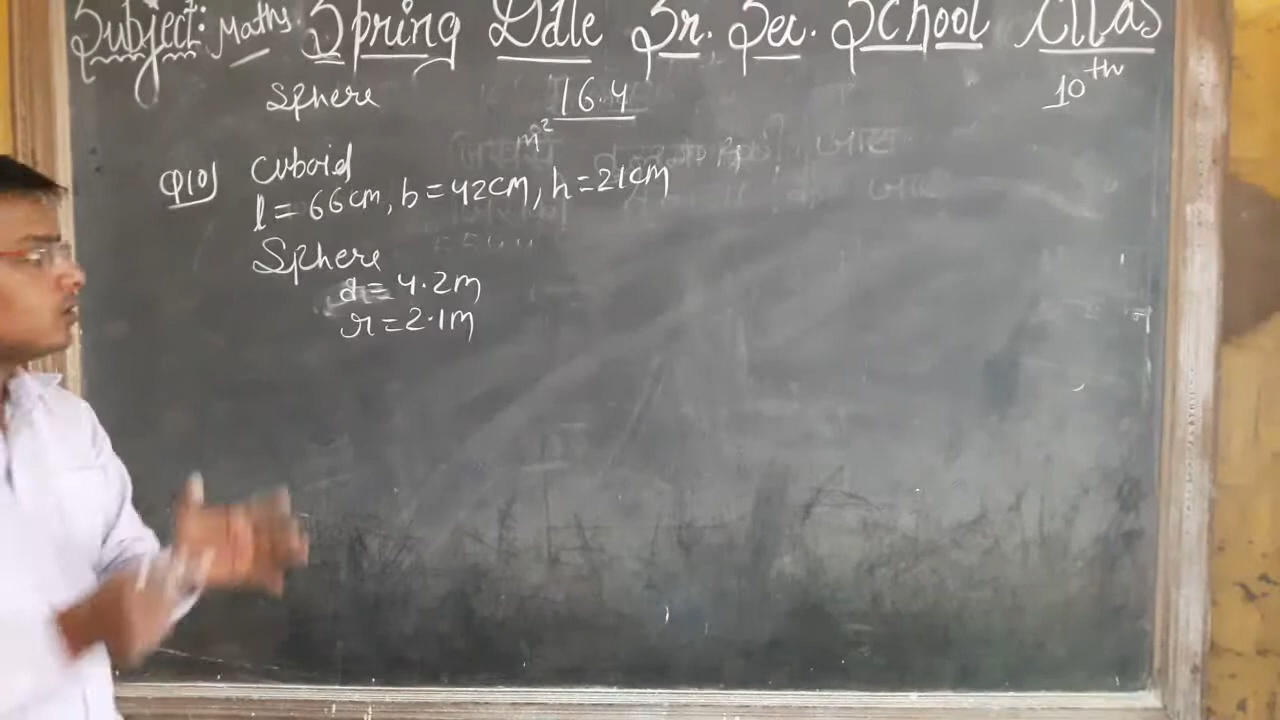 Subject: Maths. Spring Dale Sr. Sec. School Class
10th
Sphere 16.4
m²
Q10) Cuboid
l = 66cm, b = 42cm, h = 21cm
Sphere
d = 4.2m
r = 2.1m